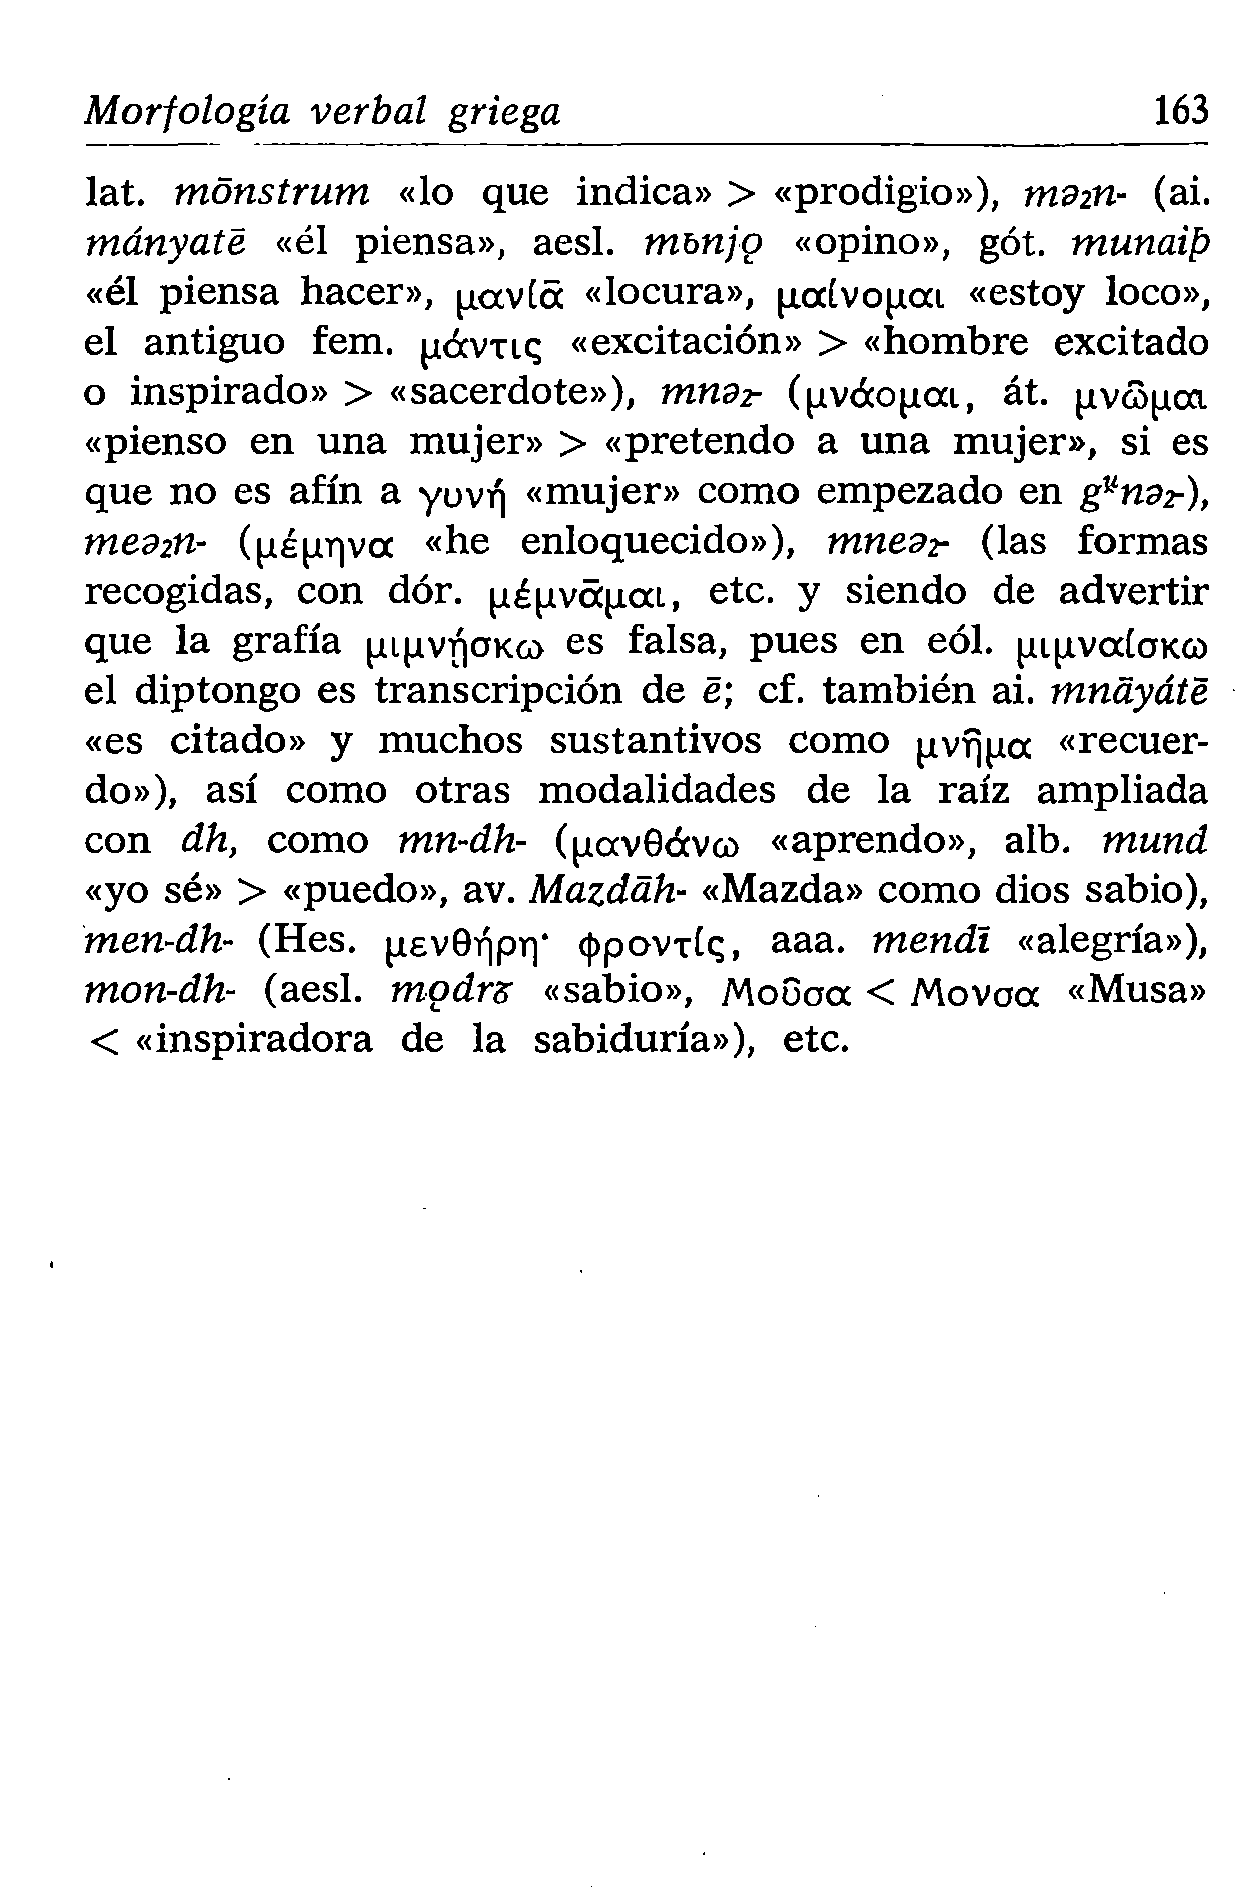 Morfología verbal griega 163
lat. mōnstrum «lo que indica» > «prodigio»), mə₂n- (ai.
mányatē «él piensa», aesl. mьnjǫ «opino», gót. munaiþ
«él piensa hacer», μανίᾱ «locura», μαίνομαι «estoy loco»,
el antiguo fem. μάντις «excitación» > «hombre excitado
o inspirado» > «sacerdote»), mnə₂- (μνάομαι, át. μνῶμαι
«pienso en una mujer» > «pretendo a una mujer», si es
que no es afín a γυνή «mujer» como empezado en gᵘ̯nə₂-),
meə₂n- (μέμηνα «he enloquecido»), mneə₂- (las formas
recogidas, con dór. μέμνᾱμαι, etc. y siendo de advertir
que la grafía μιμνῄσκω es falsa, pues en eól. μιμναίσκω
el diptongo es transcripción de ē; cf. también ai. mnāyátē
«es citado» y muchos sustantivos como μνῆμα «recuer-
do»), así como otras modalidades de la raíz ampliada
con dh, como mn-dh- (μανθάνω «aprendo», alb. mund
«yo sé» > «puedo», av. Mazdāh- «Mazda» como dios sabio),
men-dh- (Hes. μενθήρη· φροντίς, aaa. mendī «alegría»),
mon-dh- (aesl. mǫdrъ «sabio», Μοῦσα < Μονσα «Musa»
< «inspiradora de la sabiduría»), etc.